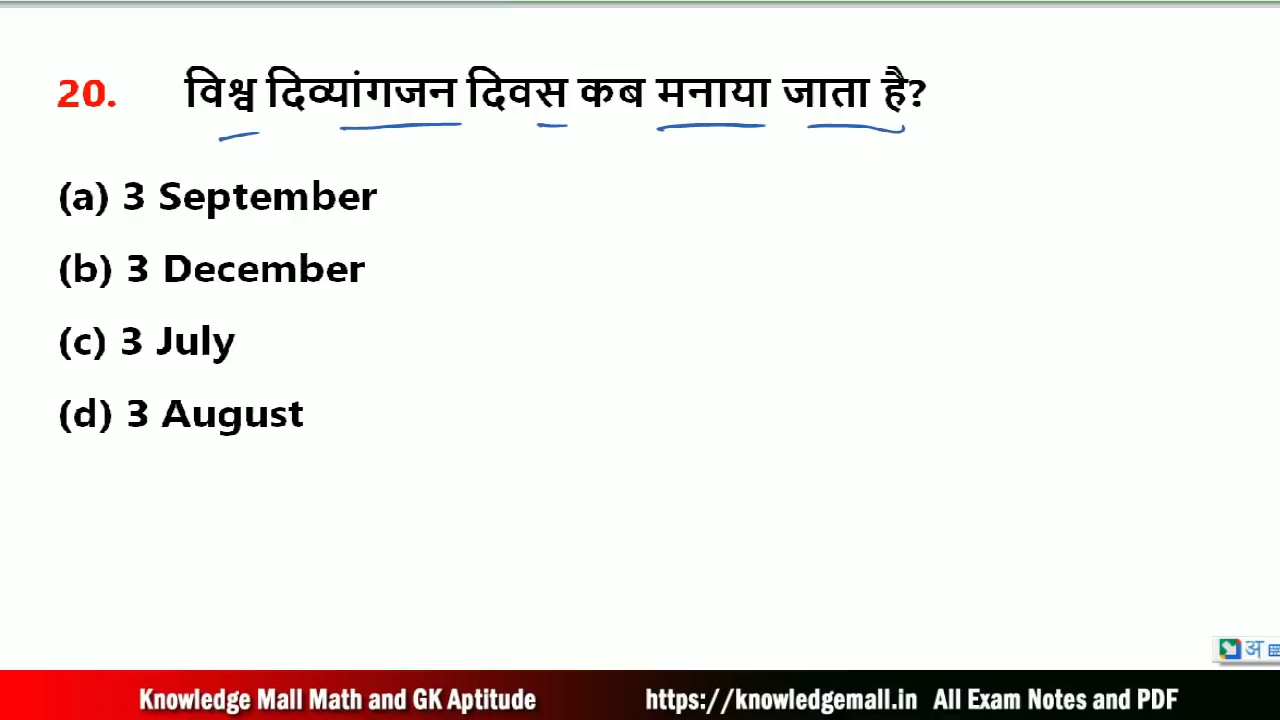 20. विश्व दिव्यांगजन दिवस कब मनाया जाता है?
(a) 3 September
(b) 3 December
(c) 3 July
(d) 3 August
अ
Knowledge Mall Math and GK Aptitude https://knowledgemall.in All Exam Notes and PDF